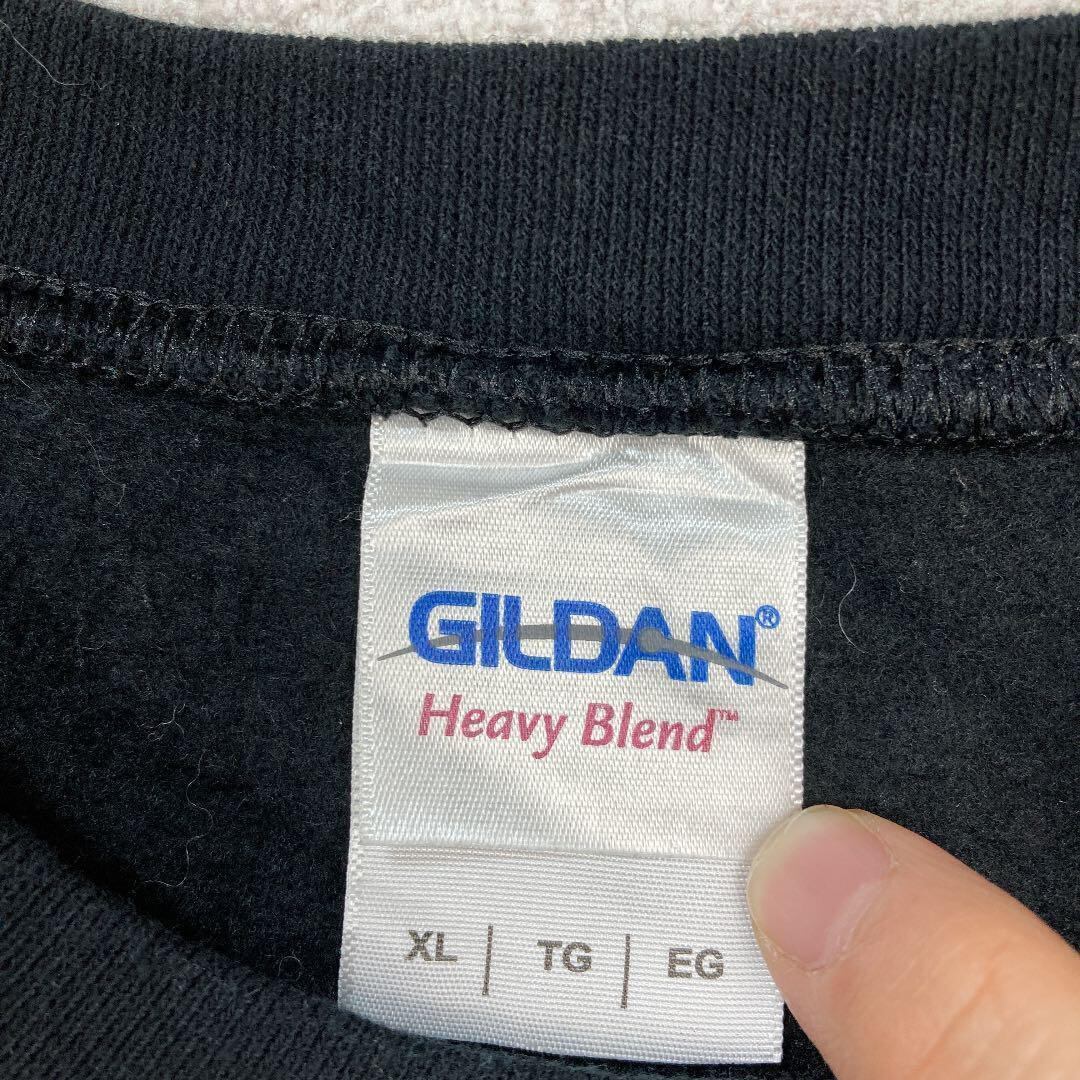 GILDAN®
Heavy Blend™
XL | TG | EG